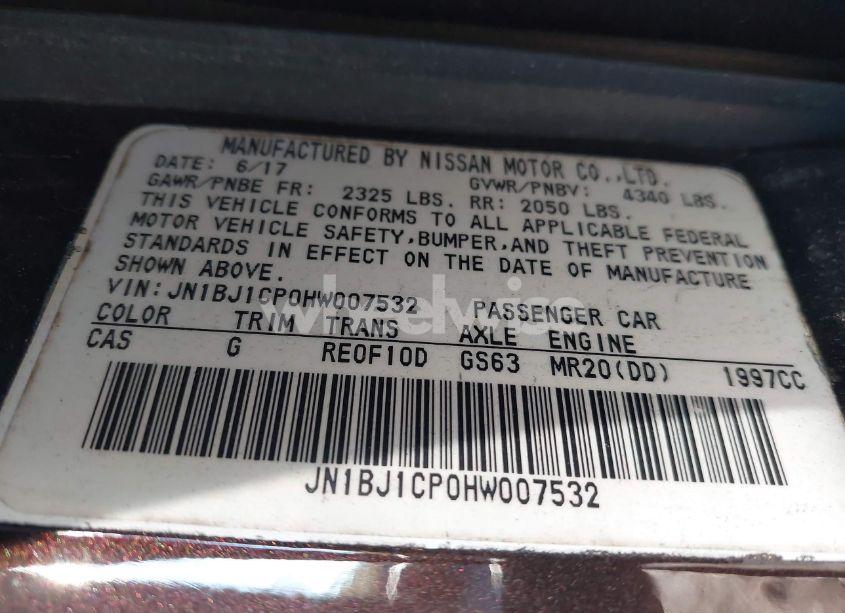 MANUFACTURED BY NISSAN MOTOR CO.,LTD.
DATE: 6/17 GVWR/PNBV: 4340 LBS.
GAWR/PNBE FR: 2325 LBS. RR: 2050 LBS.
THIS VEHICLE CONFORMS TO ALL APPLICABLE FEDERAL
MOTOR VEHICLE SAFETY,BUMPER,AND THEFT PREVENTION
STANDARDS IN EFFECT ON THE DATE OF MANUFACTURE
SHOWN ABOVE.
VIN:JN1BJ1CP0HW007532 PASSENGER CAR
COLOR TRIM TRANS AXLE ENGINE
CAS G RE0F10D GS63 MR20(DD) 1997CC
JN1BJ1CP0HW007532
wheelwise